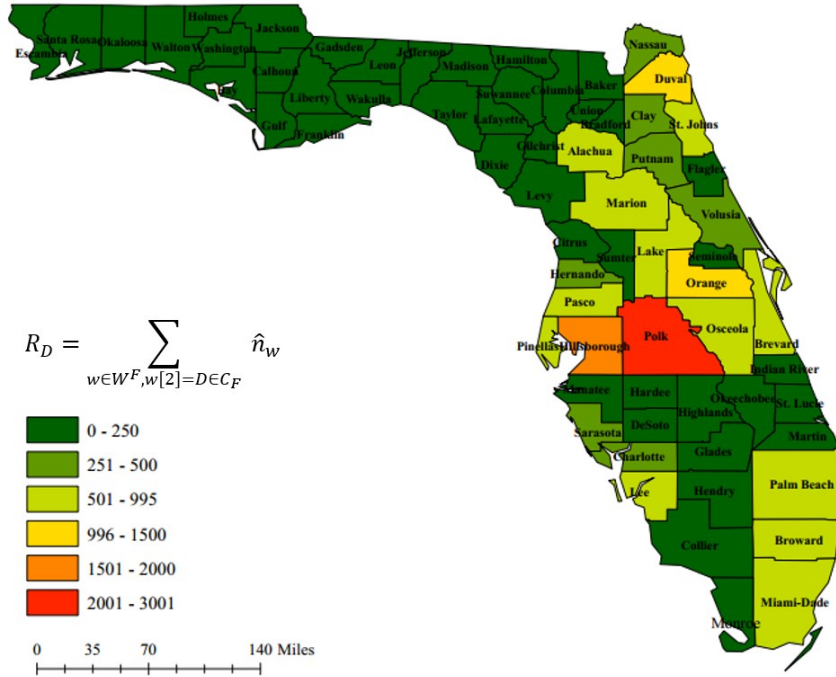 Holmes
Jackson
Santa Rosa Okaloosa Walton Washington
Escambia
Gadsden
Jefferson
Leon
Madison
Hamilton
Calhoun
Bay
Liberty
Wakulla
Suwannee
Columbia
Baker
Nassau
Duval
Gulf
Franklin
Taylor
Lafayette
Union
Bradford
Clay
St. Johns
Gilchrist
Alachua
Putnam
Dixie
Flagler
Levy
Marion
Volusia
Citrus
Sumter
Lake
Seminole
Hernando
Orange
Pasco
Pinellas Hillsborough
Polk
Osceola
Brevard
R_D = ∑ n̂_w
w∈W^F,w[2]=D∈C_F
Indian River
Manatee
Hardee
Highlands
Okeechobee
St. Lucie
DeSoto
Sarasota
Martin
Charlotte
Glades
Lee
Hendry
Palm Beach
Collier
Broward
Miami-Dade
Monroe
0 - 250
251 - 500
501 - 995
996 - 1500
1501 - 2000
2001 - 3001
0 35 70 140 Miles